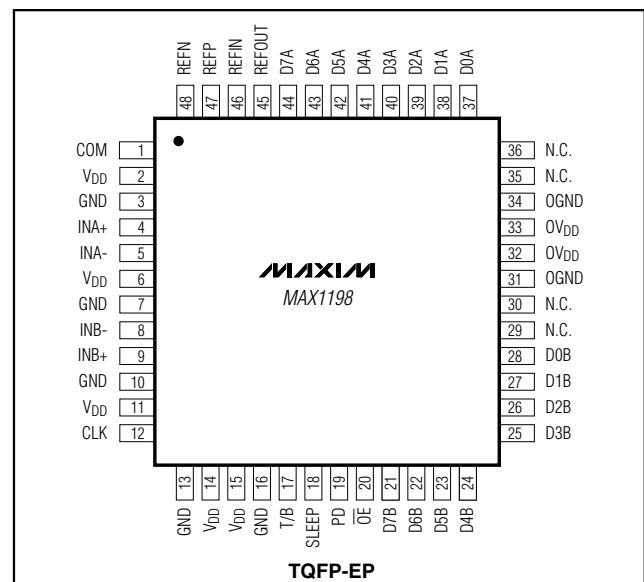 REFN REFP REFIN REFOUT D7A D6A D5A D4A D3A D2A D1A D0A
48 47 46 45 44 43 42 41 40 39 38 37
COM 1
VDD 2
GND 3
INA+ 4
INA- 5
VDD 6
GND 7
INB- 8
INB+ 9
GND 10
VDD 11
CLK 12
MAXIM
MAX1198
36 N.C.
35 N.C.
34 OGND
33 OVDD
32 OVDD
31 OGND
30 N.C.
29 N.C.
28 D0B
27 D1B
26 D2B
25 D3B
13 14 15 16 17 18 19 20 21 22 23 24
GND VDD VDD GND T/B SLEEP PD O̅E̅ D7B D6B D5B D4B
TQFP-EP